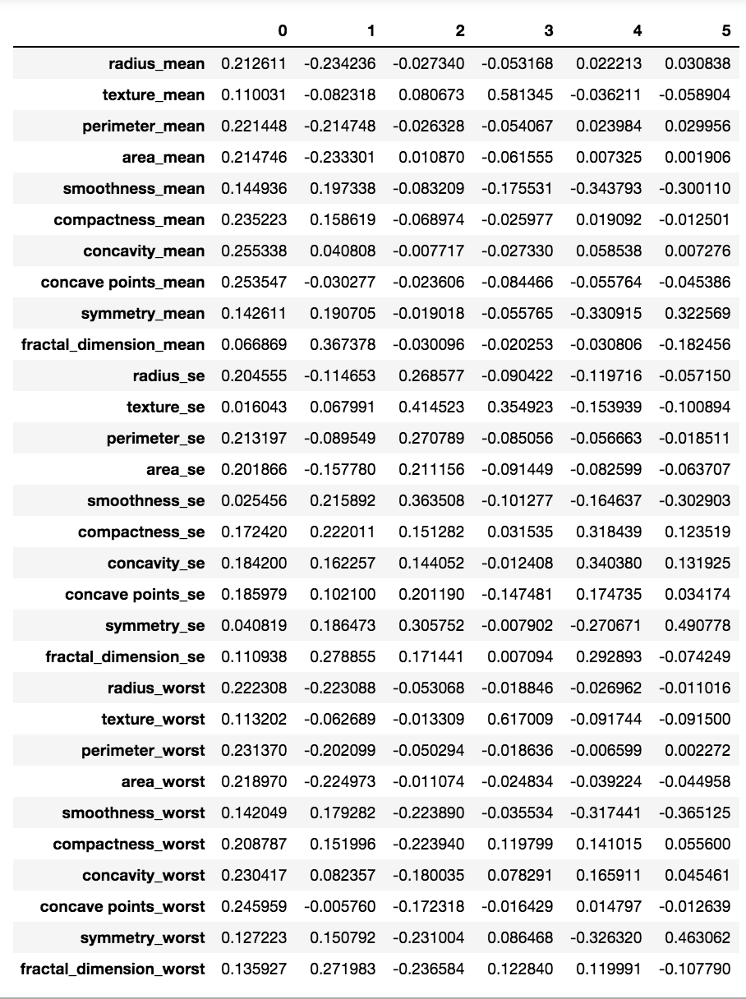 0 1 2 3 4 5
radius_mean 0.212611 -0.234236 -0.027340 -0.053168 0.022213 0.030838
texture_mean 0.110031 -0.082318 0.080673 0.581345 -0.036211 -0.058904
perimeter_mean 0.221448 -0.214748 -0.026328 -0.054067 0.023984 0.029956
area_mean 0.214746 -0.233301 0.010870 -0.061555 0.007325 0.001906
smoothness_mean 0.144936 0.197338 -0.083209 -0.175531 -0.343793 -0.300110
compactness_mean 0.235223 0.158619 -0.068974 -0.025977 0.019092 -0.012501
concavity_mean 0.255338 0.040808 -0.007717 -0.027330 0.058538 0.007276
concave points_mean 0.253547 -0.030277 -0.023606 -0.084466 -0.055764 -0.045386
symmetry_mean 0.142611 0.190705 -0.019018 -0.055765 -0.330915 0.322569
fractal_dimension_mean 0.066869 0.367378 -0.030096 -0.020253 -0.030806 -0.182456
radius_se 0.204555 -0.114653 0.268577 -0.090422 -0.119716 -0.057150
texture_se 0.016043 0.067991 0.414523 0.354923 -0.153939 -0.100894
perimeter_se 0.213197 -0.089549 0.270789 -0.085056 -0.056663 -0.018511
area_se 0.201866 -0.157780 0.211156 -0.091449 -0.082599 -0.063707
smoothness_se 0.025456 0.215892 0.363508 -0.101277 -0.164637 -0.302903
compactness_se 0.172420 0.222011 0.151282 0.031535 0.318439 0.123519
concavity_se 0.184200 0.162257 0.144052 -0.012408 0.340380 0.131925
concave points_se 0.185979 0.102100 0.201190 -0.147481 0.174735 0.034174
symmetry_se 0.040819 0.186473 0.305752 -0.007902 -0.270671 0.490778
fractal_dimension_se 0.110938 0.278855 0.171441 0.007094 0.292893 -0.074249
radius_worst 0.222308 -0.223088 -0.053068 -0.018846 -0.026962 -0.011016
texture_worst 0.113202 -0.062689 -0.013309 0.617009 -0.091744 -0.091500
perimeter_worst 0.231370 -0.202099 -0.050294 -0.018636 -0.006599 0.002272
area_worst 0.218970 -0.224973 -0.011074 -0.024834 -0.039224 -0.044958
smoothness_worst 0.142049 0.179282 -0.223890 -0.035534 -0.317441 -0.365125
compactness_worst 0.208787 0.151996 -0.223940 0.119799 0.141015 0.055600
concavity_worst 0.230417 0.082357 -0.180035 0.078291 0.165911 0.045461
concave points_worst 0.245959 -0.005760 -0.172318 -0.016429 0.014797 -0.012639
symmetry_worst 0.127223 0.150792 -0.231004 0.086468 -0.326320 0.463062
fractal_dimension_worst 0.135927 0.271983 -0.236584 0.122840 0.119991 -0.107790